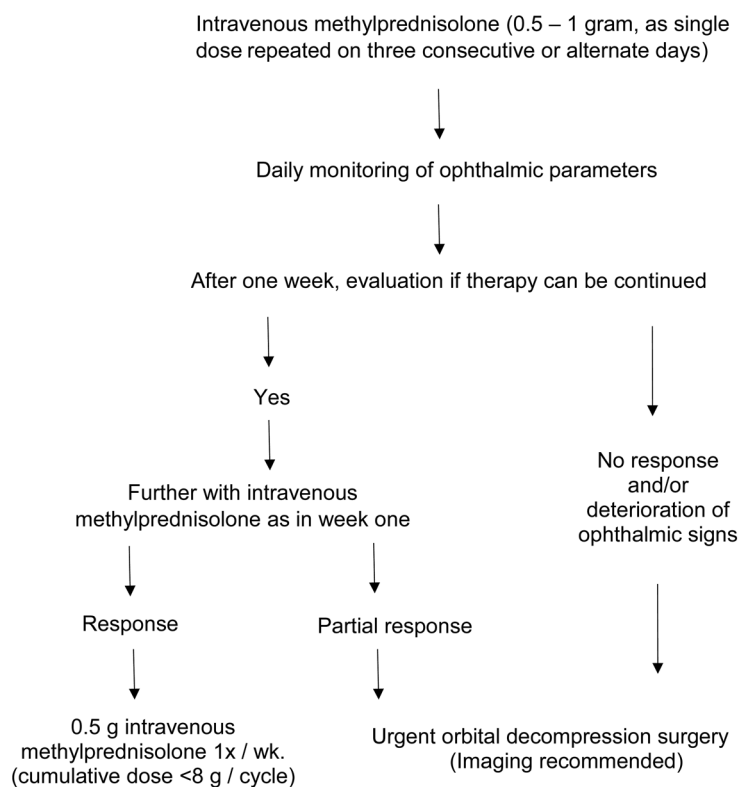 Intravenous methylprednisolone (0.5 – 1 gram, as single
dose repeated on three consecutive or alternate days)
Daily monitoring of ophthalmic parameters
After one week, evaluation if therapy can be continued
Yes
No response
and/or
deterioration of
ophthalmic signs
Further with intravenous
methylprednisolone as in week one
Response
Partial response
0.5 g intravenous
methylprednisolone 1x / wk.
(cumulative dose <8 g / cycle)
Urgent orbital decompression surgery
(Imaging recommended)